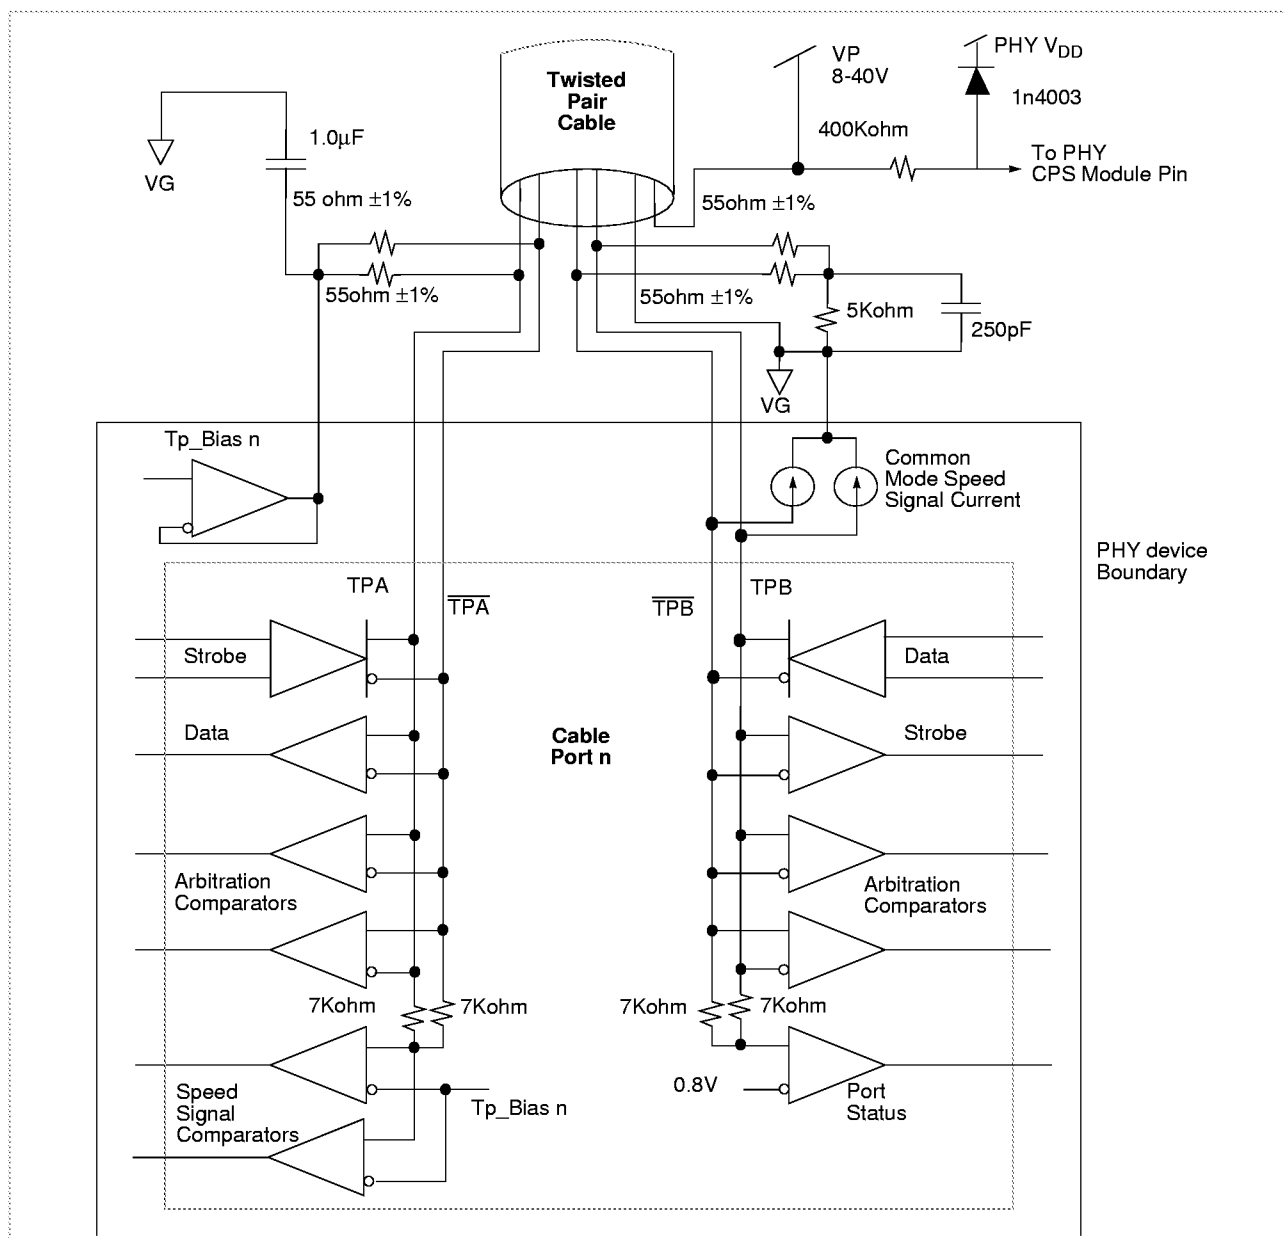 Twisted
Pair
Cable
VP
8-40V
PHY VDD
1n4003
400Kohm
To PHY
CPS Module Pin
1.0µF
VG
55 ohm ±1%
55ohm ±1%
55ohm ±1%
55ohm ±1%
5Kohm
250pF
VG
Tp_Bias n
Common
Mode Speed
Signal Current
PHY device
Boundary
TPA
TPA
TPB
TPB
Strobe
Data
Data
Strobe
Cable
Port n
Arbitration
Comparators
Arbitration
Comparators
7Kohm
7Kohm
7Kohm
7Kohm
Speed
Signal
Comparators
Tp_Bias n
0.8V
Port
Status